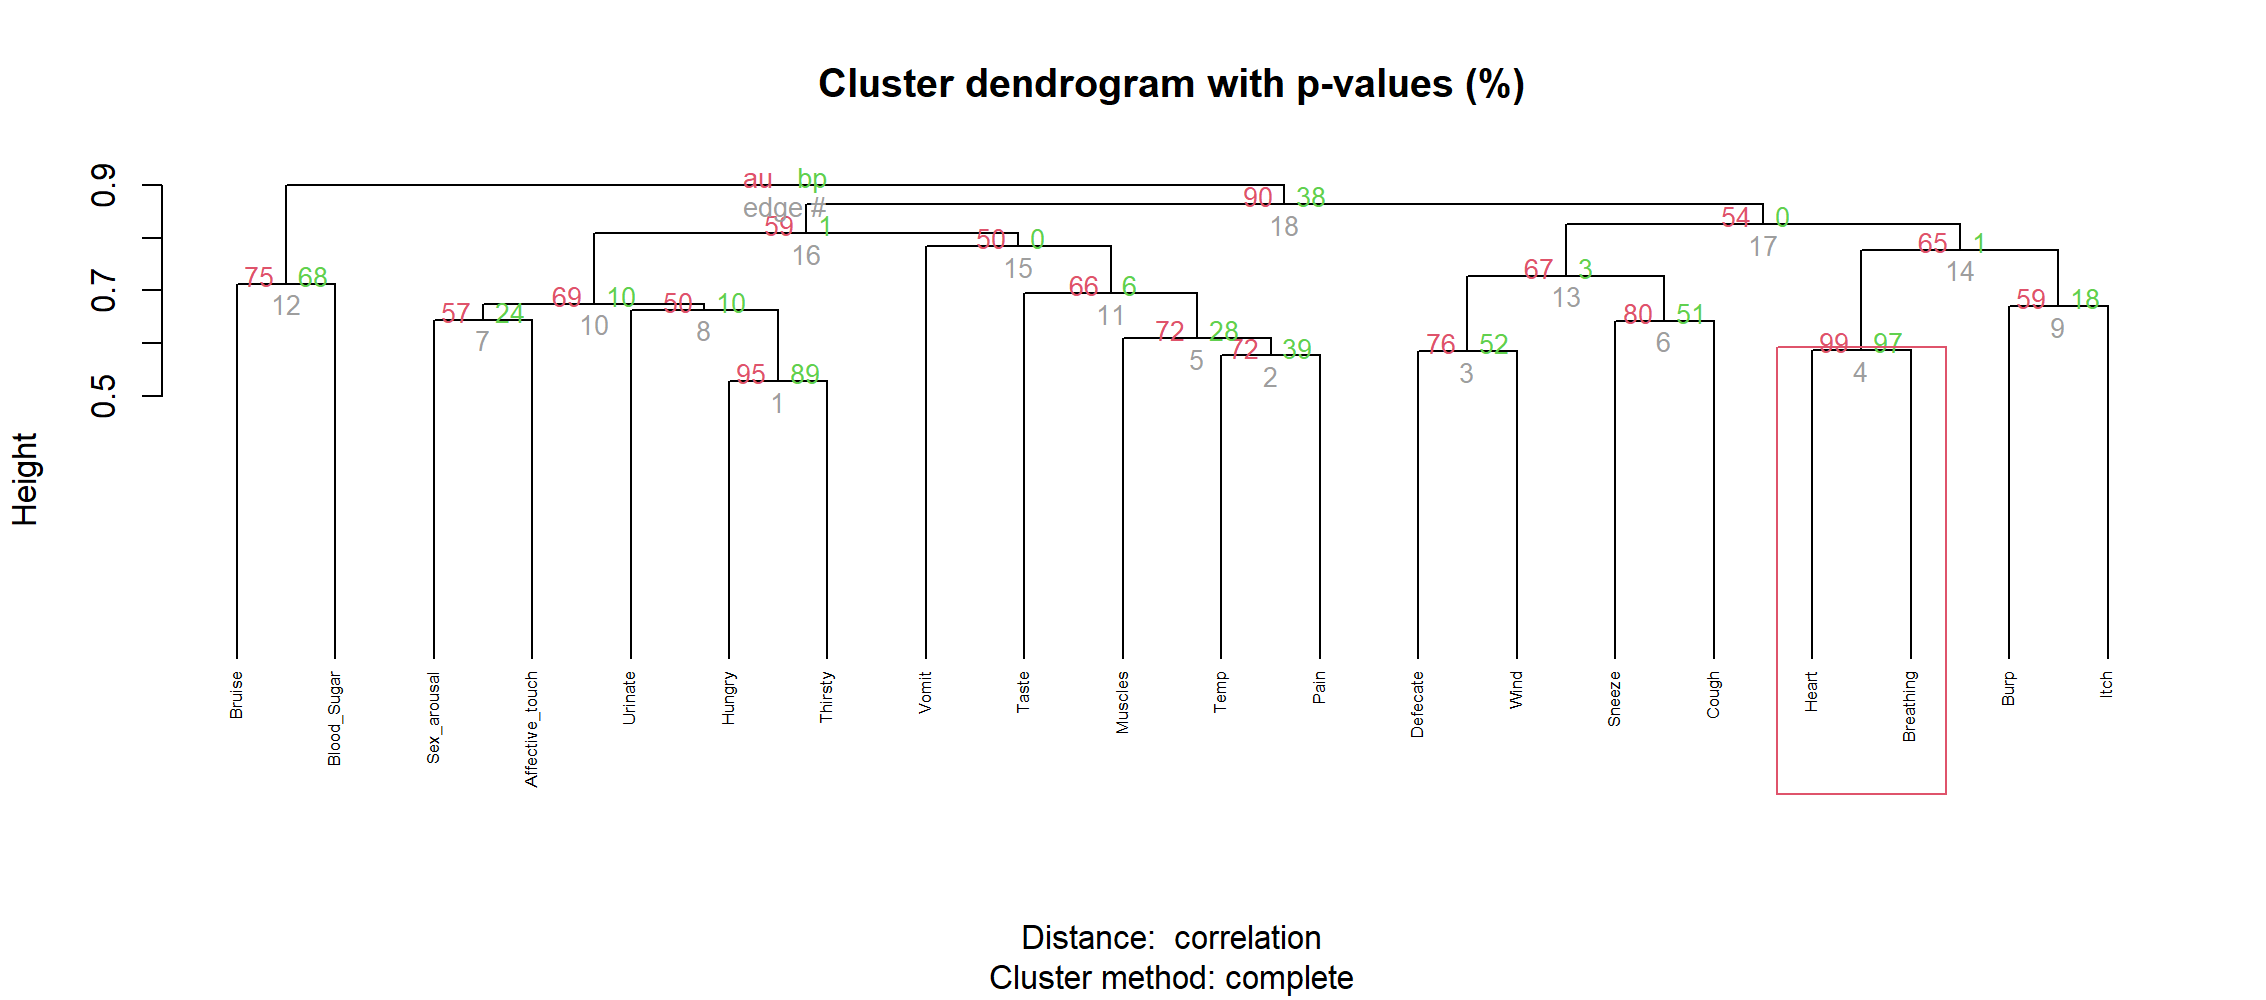 Cluster dendrogram with p-values (%)
0.9
0.7
0.5
Height
au bp
edge #
90 38
18
59 1
16
54 0
17
50 0
15
65 1
14
75 68
12
67 3
13
66 6
11
69 10
10
50 10
8
59 18
9
57 24
7
80 51
6
72 28
5
72 39
2
76 52
3
99 97
4
95 89
1
Bruise
Blood_Sugar
Sex_arousal
Affective_touch
Urinate
Hungry
Thirsty
Vomit
Taste
Muscles
Temp
Pain
Defecate
Wind
Sneeze
Cough
Heart
Breathing
Burp
Itch
Distance: correlation
Cluster method: complete